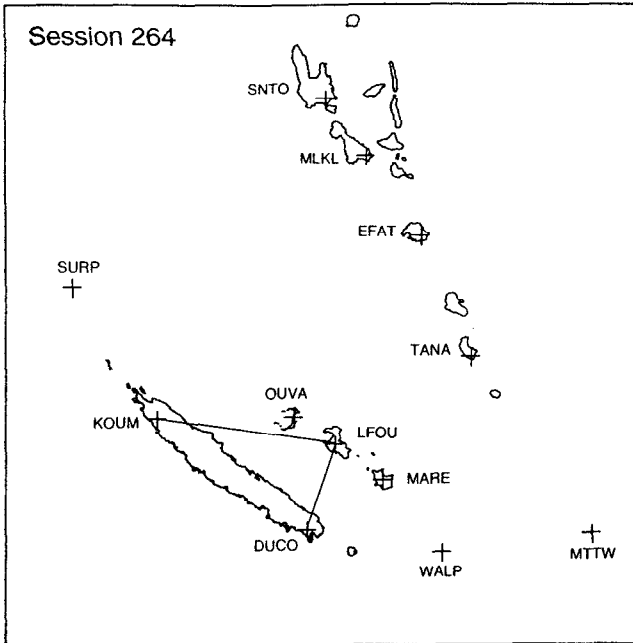 Session 264
SNTO
MLKL
EFAT
SURP
TANA
OUVA
KOUM
LFOU
MARE
DUCO
WALP
MTTW